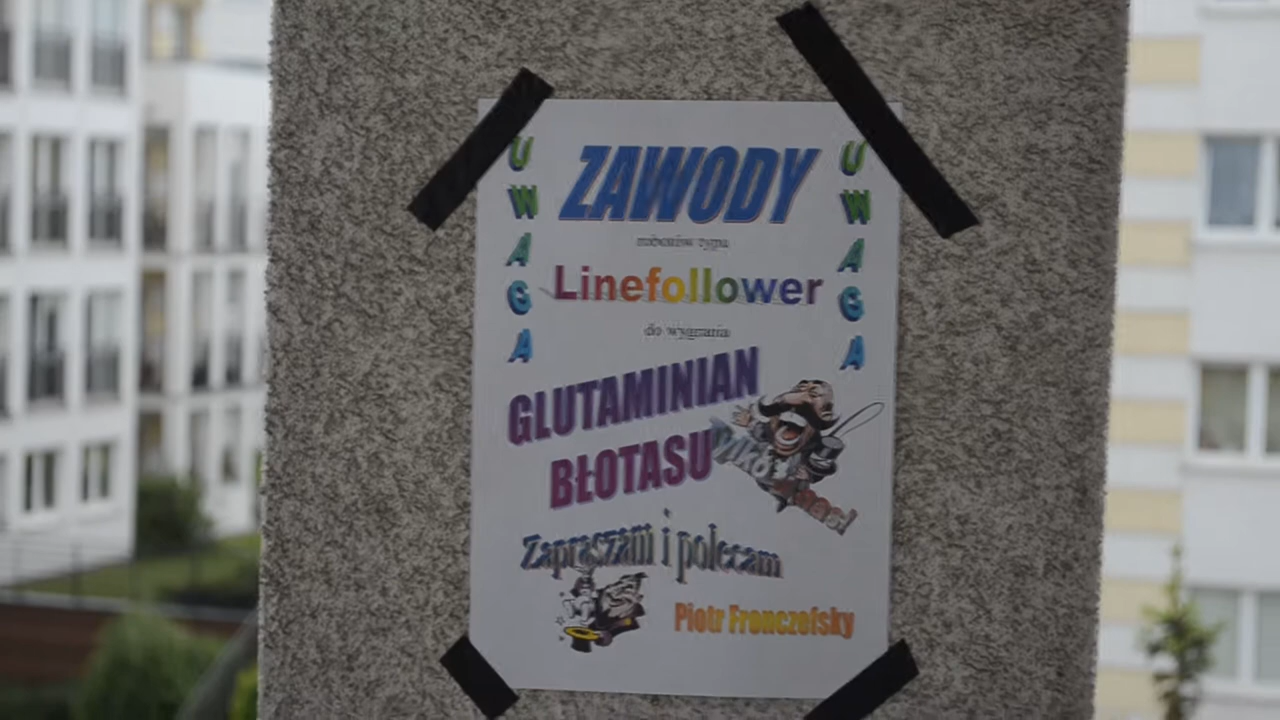 UWAGA
ZAWODY
UWAGA
robotów typu
Linefollower
do wygrania
GLUTAMINIAN
BŁOTASU
Zapraszam i polecam
Piotr Fronczefsky